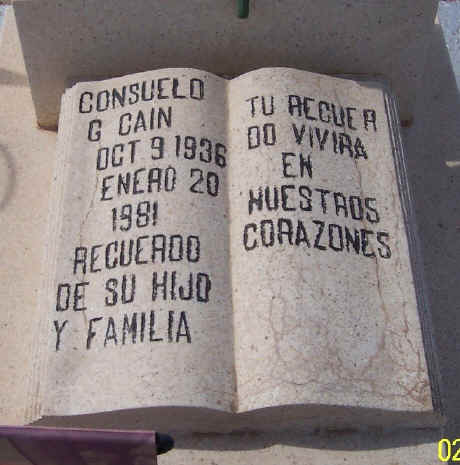 CONSUELO
G CAIN
OCT 9 1936
ENERO 20
1981
RECUERDO
DE SU HIJO
Y FAMILIA
TU RECUER
DO VIVIRA
EN
NUESTROS
CORAZONES
02